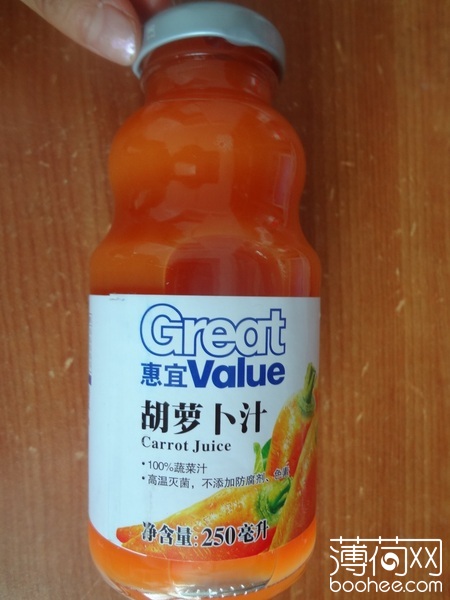 Great
惠宜Value
胡萝卜汁
Carrot Juice
·100%蔬菜汁
·高温灭菌，不添加防腐剂、色素
净含量:250毫升
薄荷网
boohee.com